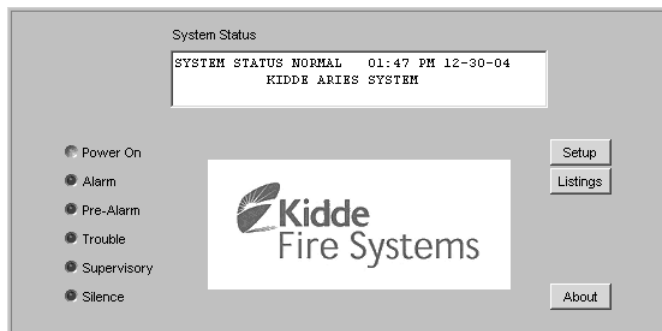 System Status
SYSTEM STATUS NORMAL 01:47 PM 12-30-04
KIDDE ARIES SYSTEM
Power On
Setup
Alarm
Listings
Pre-Alarm
Kidde
Fire Systems
Trouble
Supervisory
Silence
About